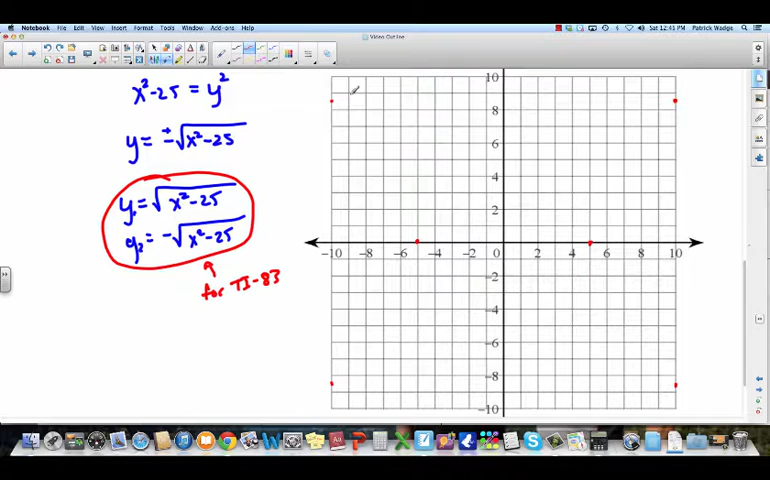 Notebook File Edit View Insert Format Tools Window Add-ons Help Sat 12:41 PM Patrick Wadge
Video Outline
x²-25 = y²
y = ±√x²-25
y₁ = √x²-25
y₂ = -√x²-25
for TI-83
10
8
6
4
2
-10 -8 -6 -4 -2 0 2 4 6 8 10
-2
-4
-6
-8
-10